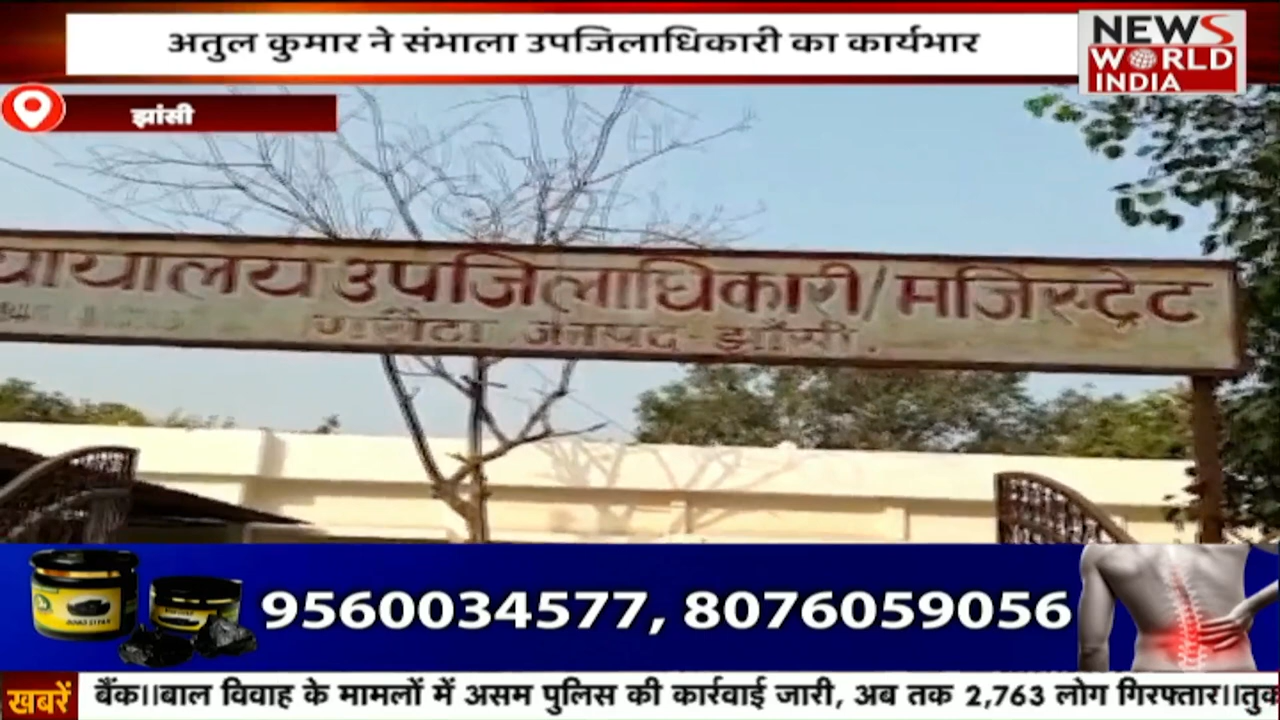 अतुल कुमार ने संभाला उपजिलाधिकारी का कार्यभार
NEWS
WORLD
INDIA
झांसी
न्यायालय उपजिलाधिकारी/मजिस्ट्रेट
जनपद-झाँसी.
9560034577, 8076059056
खबरें
बैंक।।बाल विवाह के मामलों में असम पुलिस की कार्रवाई जारी, अब तक 2,763 लोग गिरफ्तार।।तुर्क